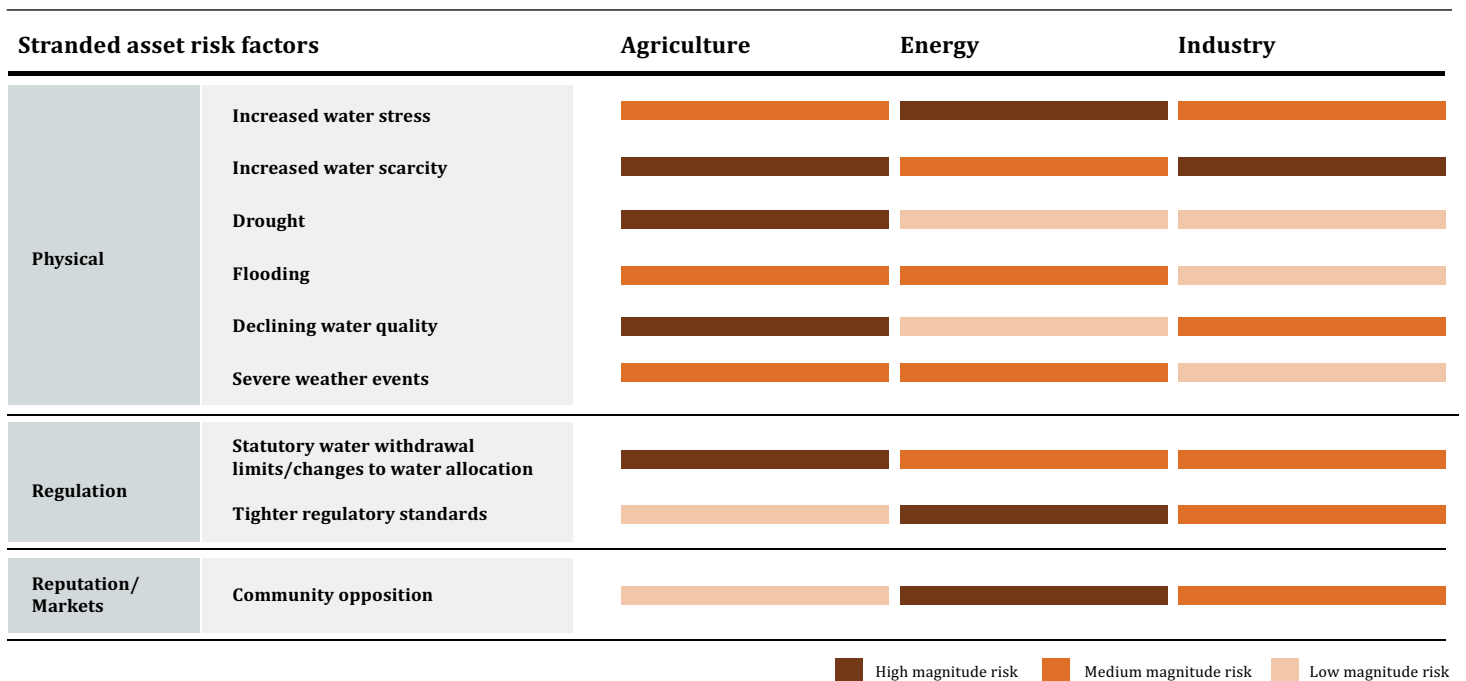 Stranded asset risk factors Agriculture Energy Industry
Physical
Increased water stress
Increased water scarcity
Drought
Flooding
Declining water quality
Severe weather events
Regulation
Statutory water withdrawal
limits/changes to water allocation
Tighter regulatory standards
Reputation/
Markets
Community opposition
High magnitude risk Medium magnitude risk Low magnitude risk